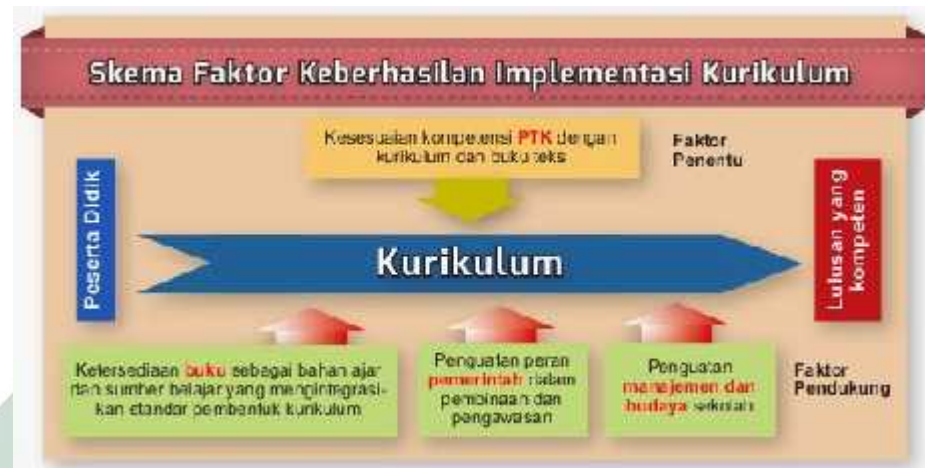 Skema Faktor Keberhasilan Implementasi Kurikulum
Kesesuaian kompetensi PTK dengan
kurikulum dan buku teks
Faktor
Penentu
Peserta Didik
Kurikulum
Lulusan yang
kompeten
Ketersediaan buku sebagai bahan ajar
dan sumber belajar yang mengintegrasi-
kan standar pembentuk kurikulum
Penguatan peran
pemerintah dalam
pembinaan dan
pengawasan
Penguatan
manajemen dan
budaya sekolah
Faktor
Pendukung